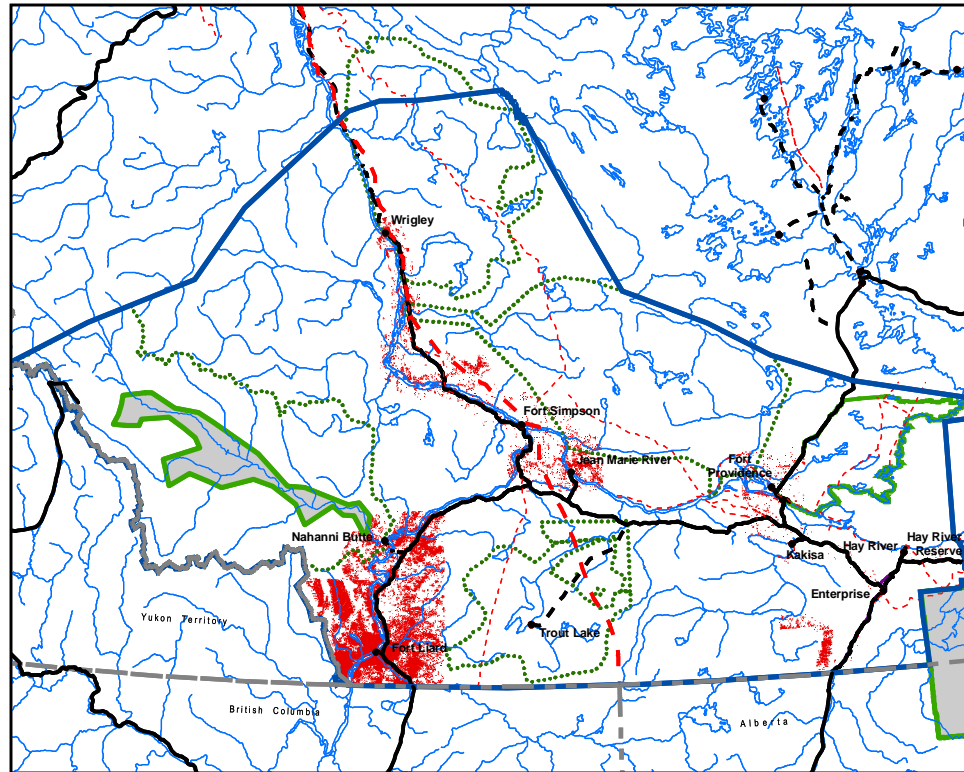 Wrigley
Fort Simpson
Jean Marie River
Fort
Providence
Nahanni Butte
Kakisa
Hay River
Hay River
Reserve
Enterprise
Yukon Territory
Trout Lake
Fort Liard
British Columbia
Alberta